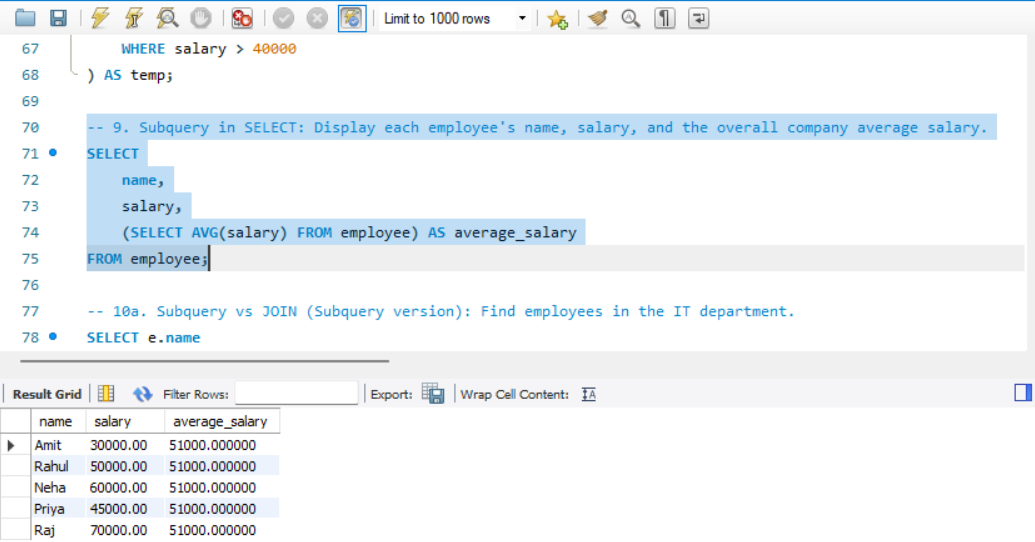 Limit to 1000 rows
67 WHERE salary > 40000
68 ) AS temp;
69
70 -- 9. Subquery in SELECT: Display each employee's name, salary, and the overall company average salary.
71 SELECT
72 name,
73 salary,
74 (SELECT AVG(salary) FROM employee) AS average_salary
75 FROM employee;
76
77 -- 10a. Subquery vs JOIN (Subquery version): Find employees in the IT department.
78 SELECT e.name
Result Grid Filter Rows: Export: Wrap Cell Content: IA
name salary average_salary
Amit 30000.00 51000.000000
Rahul 50000.00 51000.000000
Neha 60000.00 51000.000000
Priya 45000.00 51000.000000
Raj 70000.00 51000.000000